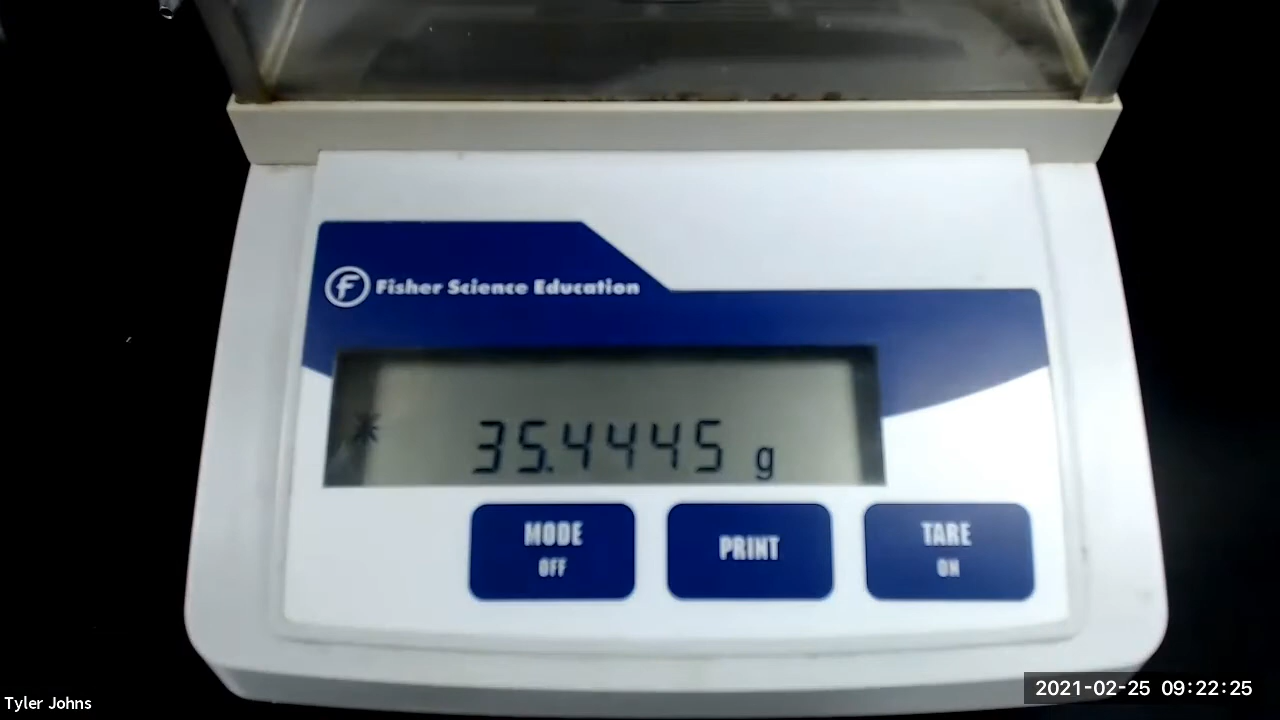 Fisher Science Education
* 35.4445 g
MODE
OFF
PRINT
TARE
ON
Tyler Johns
2021-02-25 09:22:25